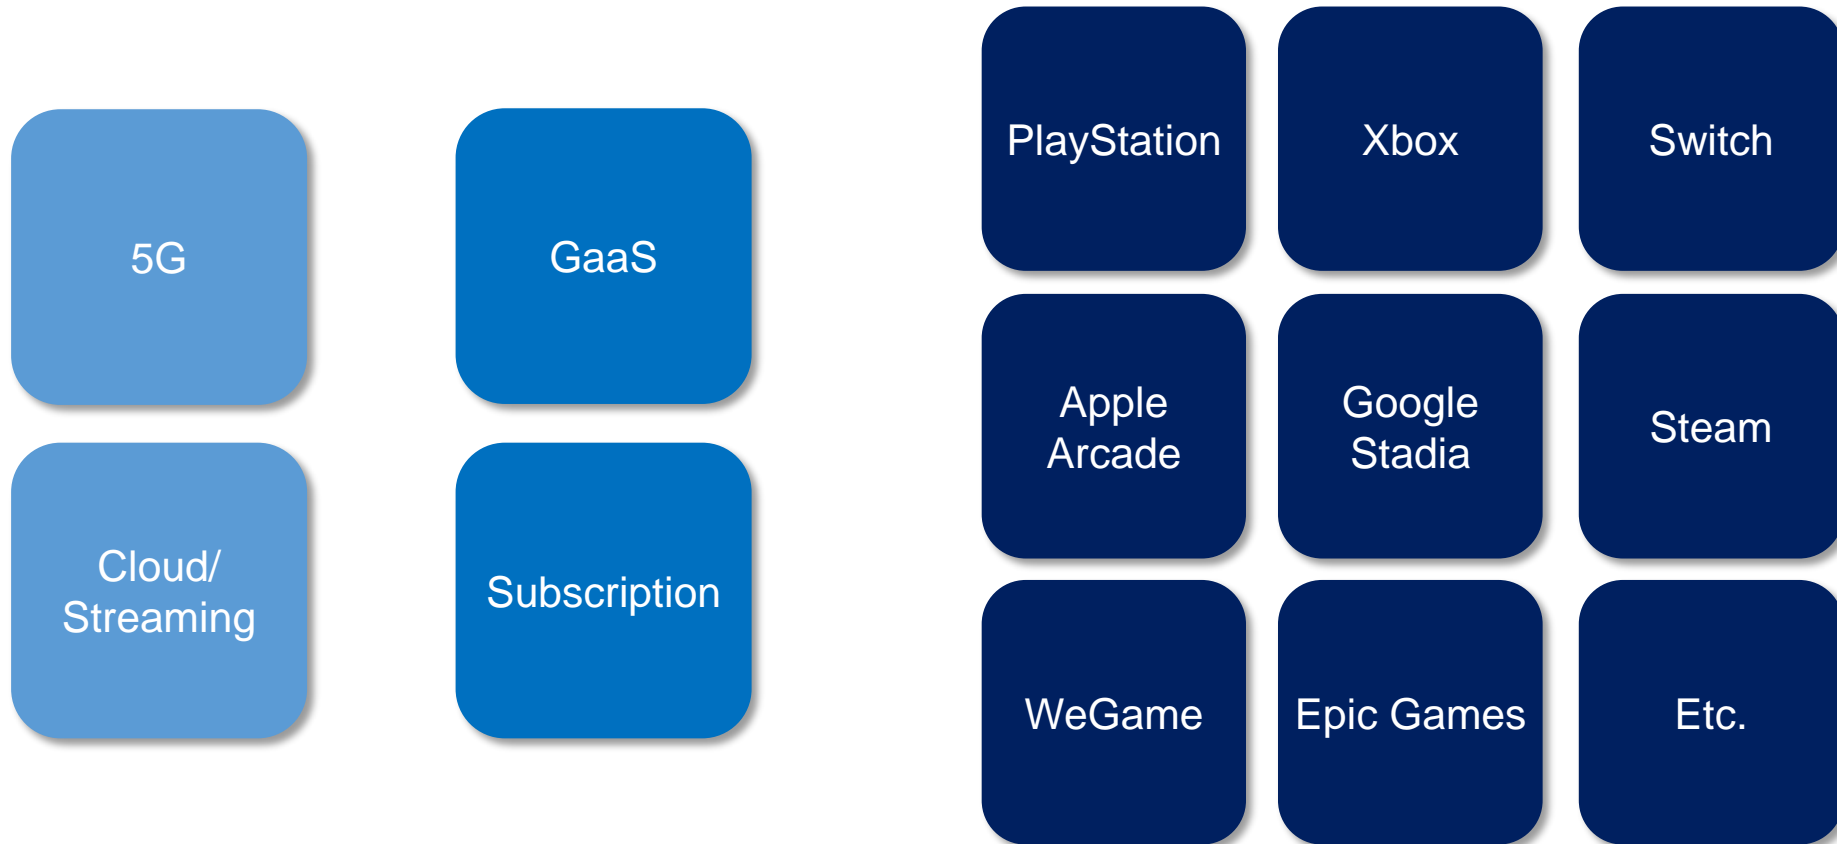 5G
Cloud/
Streaming
GaaS
Subscription
PlayStation
Xbox
Switch
Apple
Arcade
Google
Stadia
Steam
WeGame
Epic Games
Etc.